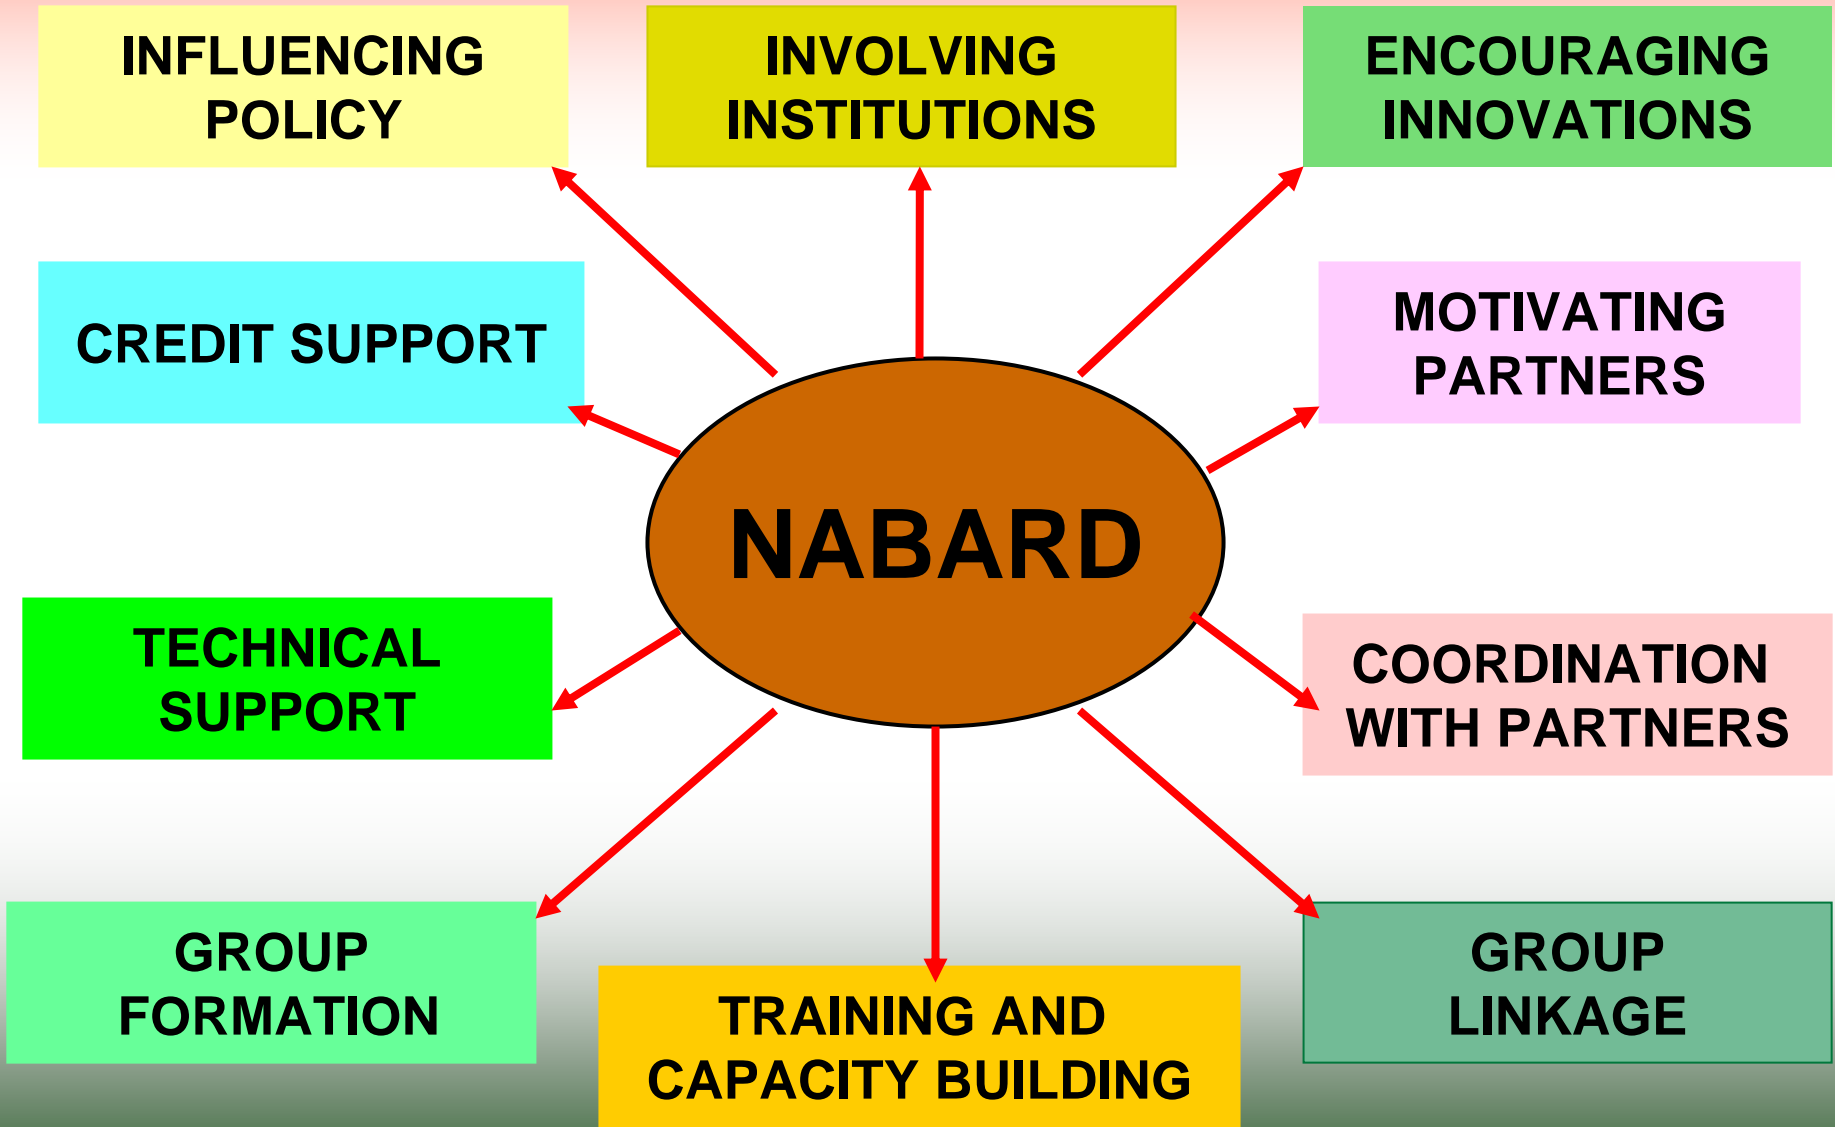 INFLUENCING
POLICY
INVOLVING
INSTITUTIONS
ENCOURAGING
INNOVATIONS
CREDIT SUPPORT
MOTIVATING
PARTNERS
NABARD
TECHNICAL
SUPPORT
COORDINATION
WITH PARTNERS
GROUP
FORMATION
TRAINING AND
CAPACITY BUILDING
GROUP
LINKAGE